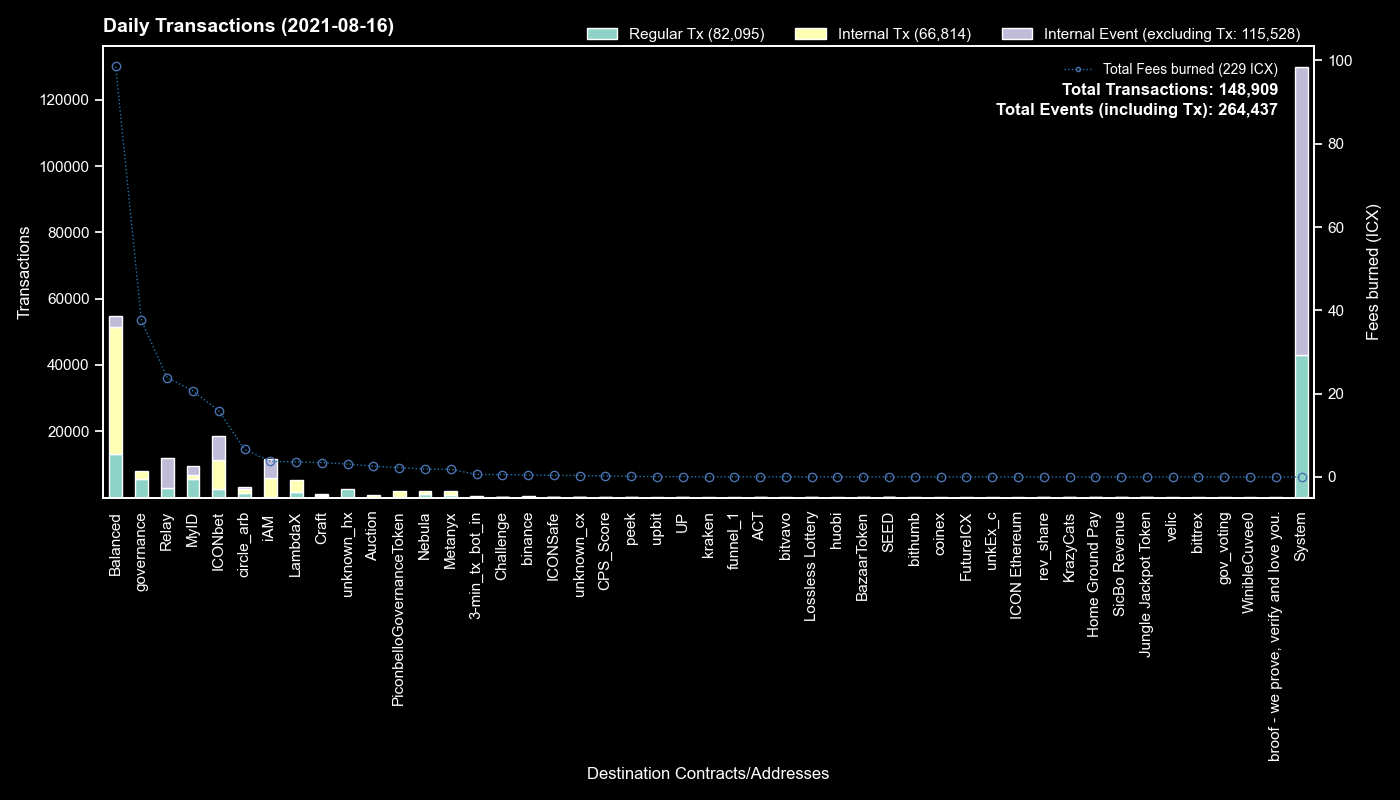 Daily Transactions (2021-08-16)
Regular Tx (82,095)
Internal Tx (66,814)
Internal Event (excluding Tx: 115,528)
Total Fees burned (229 ICX)
Total Transactions: 148,909
Total Events (including Tx): 264,437
Transactions
120000
100000
80000
60000
40000
20000
100
80
60
40
20
0
Fees burned (ICX)
Balanced
governance
Relay
MyID
ICONbet
circle_arb
iAM
LambdaX
Craft
unknown_hx
Auction
PiconbelloGovernanceToken
Nebula
Metanyx
3-min_tx_bot_in
Challenge
binance
ICONSafe
unknown_cx
CPS_Score
peek
upbit
UP
kraken
funnel_1
ACT
bitvavo
Lossless Lottery
huobi
BazaarToken
SEED
bithumb
coinex
FutureICX
unkEx_c
ICON Ethereum
rev_share
KrazyCats
Home Ground Pay
SicBo Revenue
Jungle Jackpot Token
velic
bittrex
gov_voting
WinibleCuvee0
broof - we prove, verify and love you.
System
Destination Contracts/Addresses